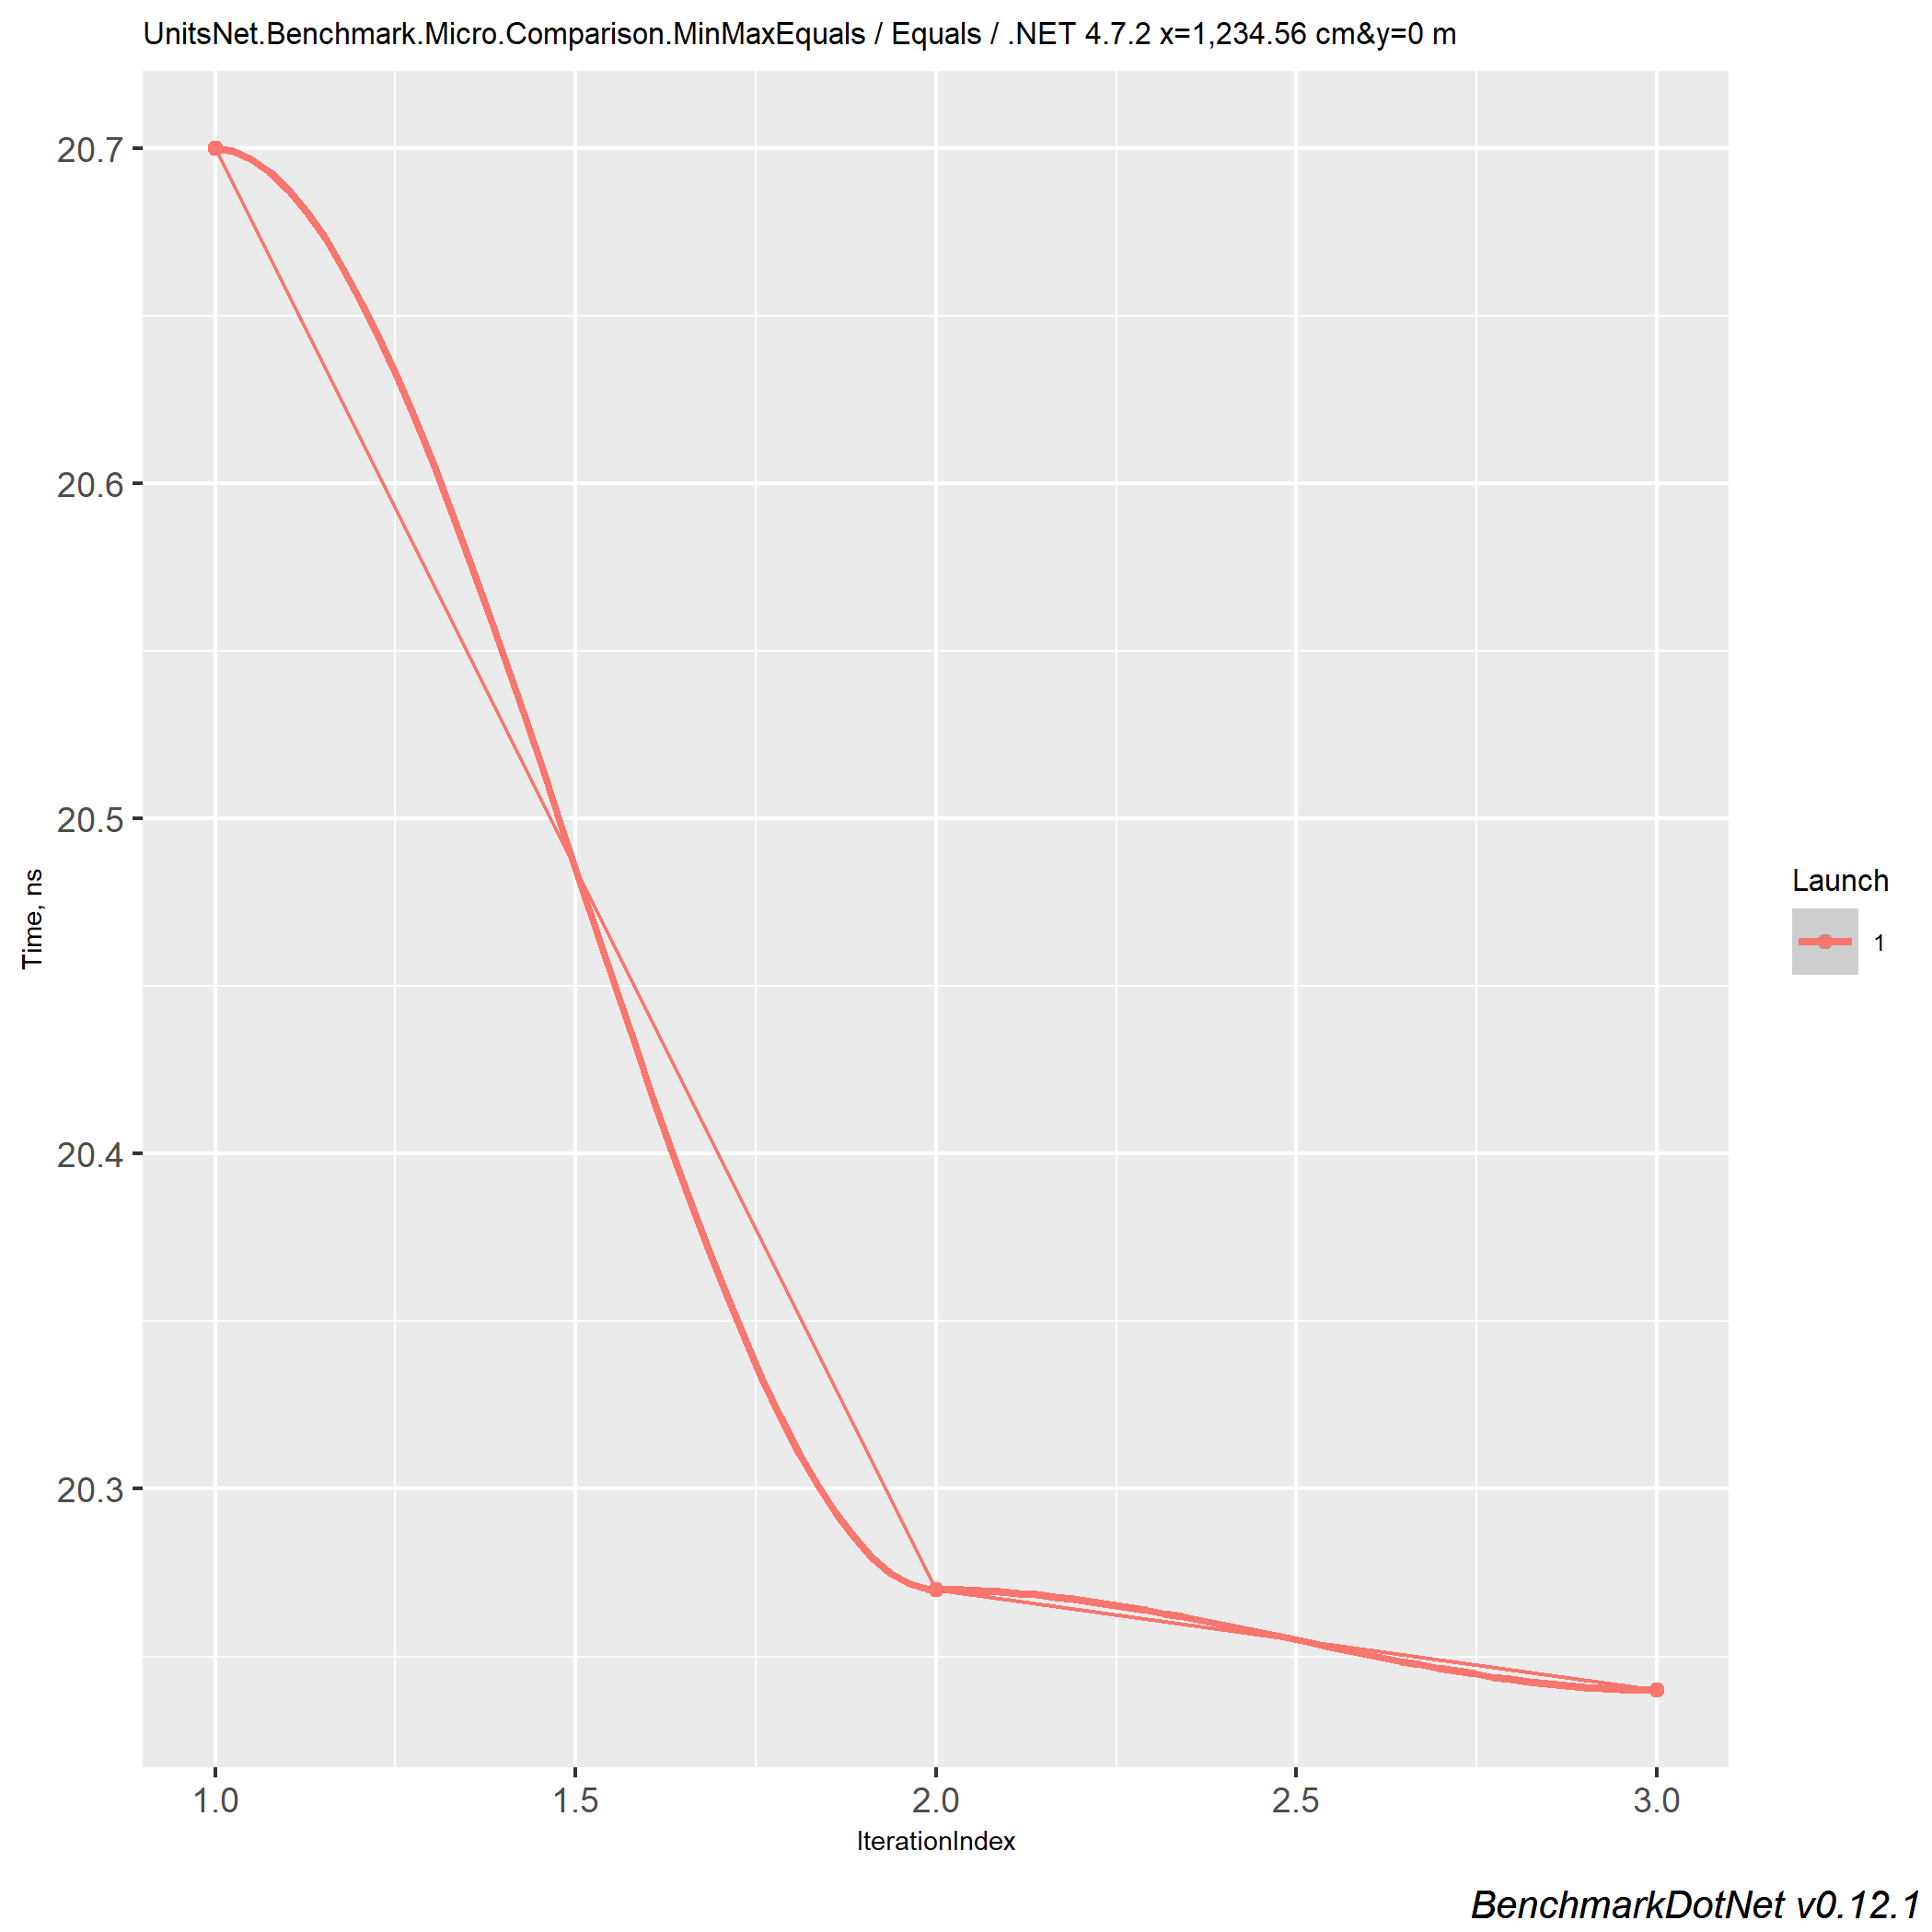 UnitsNet.Benchmark.Micro.Comparison.MinMaxEquals / Equals / .NET 4.7.2 x=1,234.56 cm&y=0 m
20.7
20.6
20.5
20.4
20.3
Time, ns
1.0 1.5 2.0 2.5 3.0
IterationIndex
Launch
1
BenchmarkDotNet v0.12.1